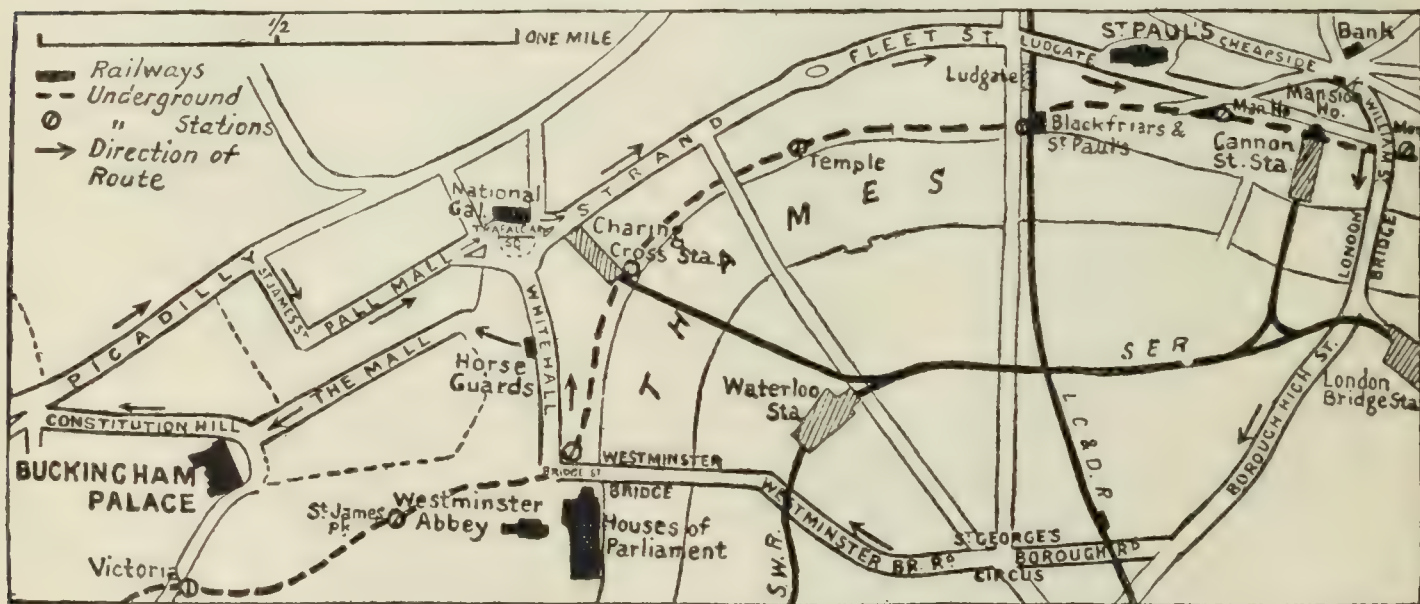 1/2
ONE MILE
Railways
Underground
" Stations
Direction of
Route
PICADILLY
ST JAMES ST
PALL MALL
THE MALL
CONSTITUTION HILL
BUCKINGHAM
PALACE
Victoria
St James
Pk.
Westminster
Abbey
Houses of
Parliament
Horse
Guards
WHITEHALL
National
Gal.
TRAFALGAR
SQ
STRAND
Charing
Cross Sta.
FLEET ST.
Temple
THAMES
BRIDGE ST
WESTMINSTER
BRIDGE
WESTMINSTER BR. RD
Waterloo
Sta.
S.W.R.
ST GEORGE'S
CIRCUS
BOROUGH RD
L C & D. R
S E R
BOROUGH HIGH ST.
London
Bridge Sta
LONDON
BRIDGE
K. WILLIAM S
Ludgate
LUDGATE
ST PAUL'S
CHEAPSIDE
Bank
Mansion
Ho.
Man Ho
Blackfriars &
St Paul's
Cannon
St. Sta.